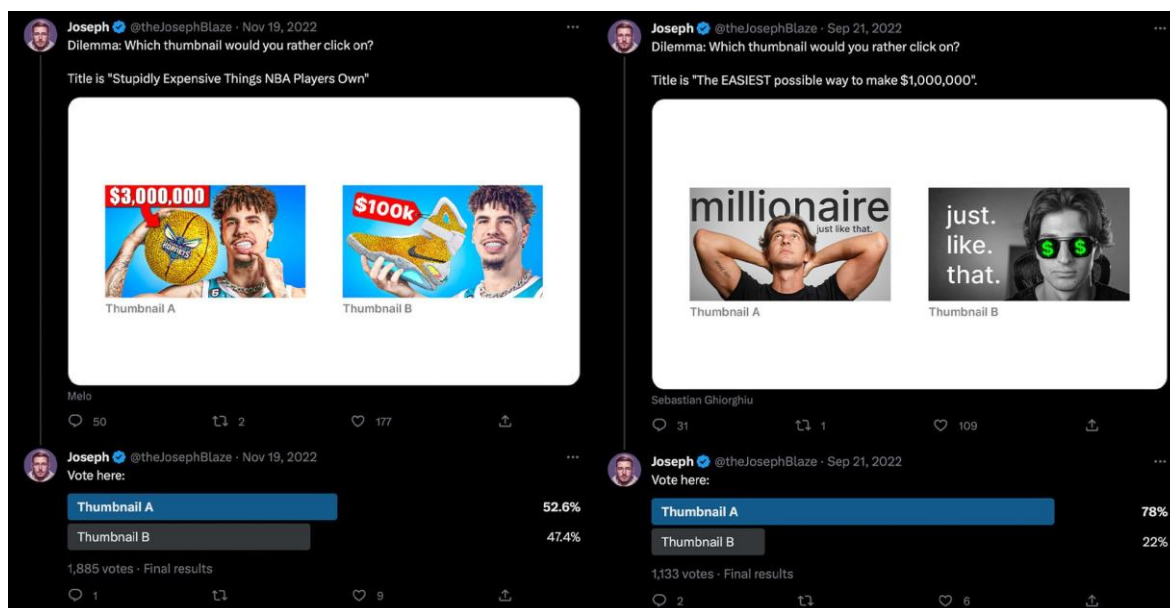 Joseph @theJosephBlaze · Nov 19, 2022
Dilemma: Which thumbnail would you rather click on?
Title is "Stupidly Expensive Things NBA Players Own"
$3,000,000
HORNETS
$100k
Thumbnail A
Thumbnail B
Melo
50
2
177
Joseph @theJosephBlaze · Nov 19, 2022
Vote here:
Thumbnail A
52.6%
Thumbnail B
47.4%
1,885 votes · Final results
1
9
Joseph @theJosephBlaze · Sep 21, 2022
Dilemma: Which thumbnail would you rather click on?
Title is "The EASIEST possible way to make $1,000,000".
millionaire
just like that.
just.
like.
that.
$ $
Thumbnail A
Thumbnail B
Sebastian Ghiorghiu
31
1
109
Joseph @theJosephBlaze · Sep 21, 2022
Vote here:
Thumbnail A
78%
Thumbnail B
22%
1,133 votes · Final results
2
6